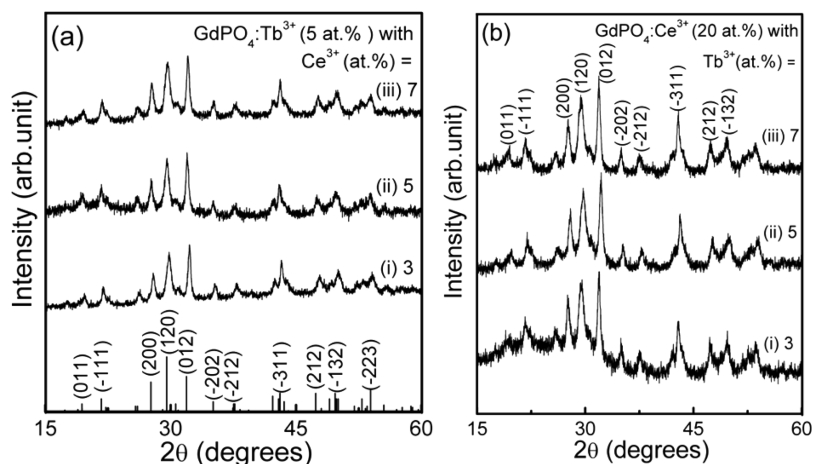 (a)
GdPO₄:Tb³⁺ (5 at.% ) with
Ce³⁺ (at.%) =
(iii) 7
(ii) 5
(i) 3
(011)
(-111)
(200)
(120)
(012)
(-202)
(-212)
(-311)
(212)
(-132)
(-223)
Intensity (arb.unit)
15 30 45 60
2θ (degrees)
(b)
GdPO₄:Ce³⁺ (20 at.%) with
Tb³⁺(at.%) =
(011)
(-111)
(200)
(120)
(012)
(-202)
(-212)
(-311)
(212)
(-132)
(iii) 7
(ii) 5
(i) 3
Intensity (arb.unit)
15 30 45 60
2θ (degrees)